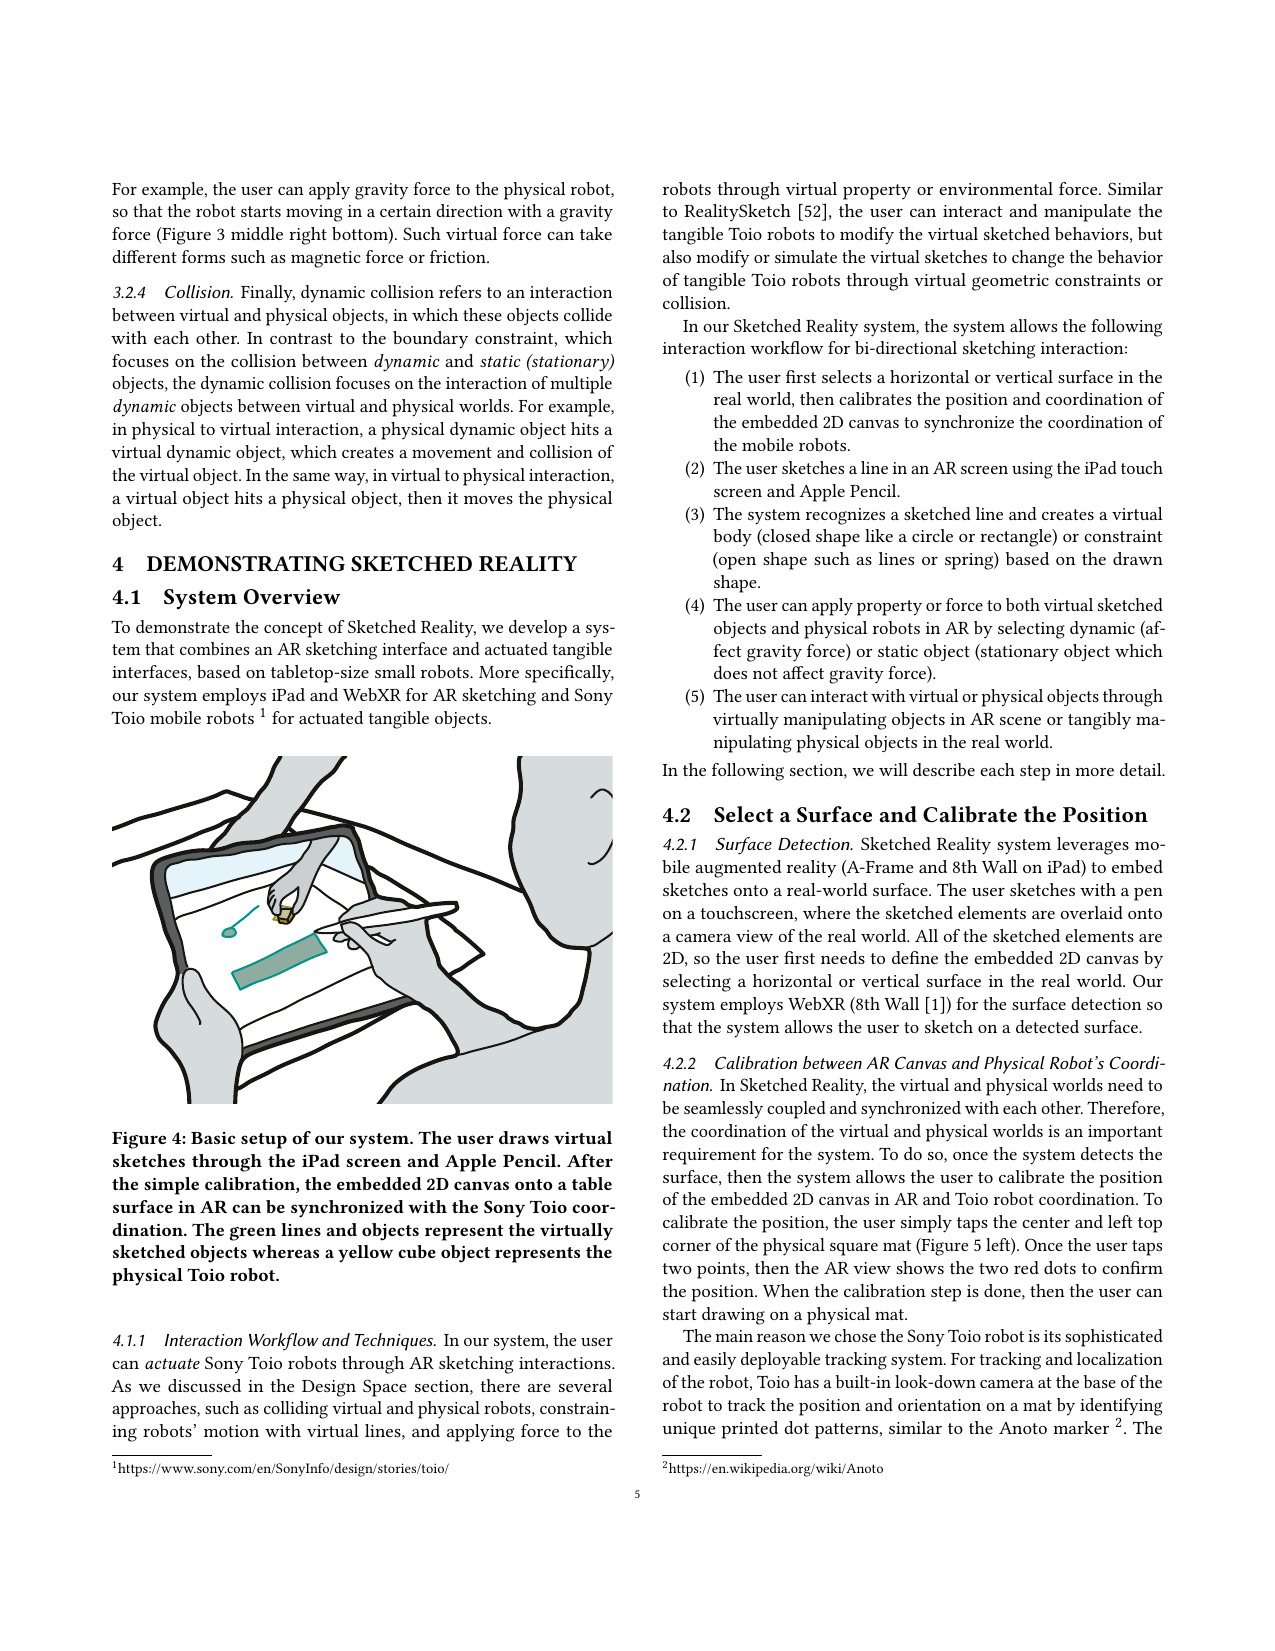 For example, the user can apply gravity force to the physical robot,
so that the robot starts moving in a certain direction with a gravity
force (Figure 3 middle right bottom). Such virtual force can take
different forms such as magnetic force or friction.
3.2.4 Collision. Finally, dynamic collision refers to an interaction
between virtual and physical objects, in which these objects collide
with each other. In contrast to the boundary constraint, which
focuses on the collision between dynamic and static (stationary)
objects, the dynamic collision focuses on the interaction of multiple
dynamic objects between virtual and physical worlds. For example,
in physical to virtual interaction, a physical dynamic object hits a
virtual dynamic object, which creates a movement and collision of
the virtual object. In the same way, in virtual to physical interaction,
a virtual object hits a physical object, then it moves the physical
object.
4 DEMONSTRATING SKETCHED REALITY
4.1 System Overview
To demonstrate the concept of Sketched Reality, we develop a sys-
tem that combines an AR sketching interface and actuated tangible
interfaces, based on tabletop-size small robots. More specifically,
our system employs iPad and WebXR for AR sketching and Sony
Toio mobile robots 1 for actuated tangible objects.
Figure 4: Basic setup of our system. The user draws virtual
sketches through the iPad screen and Apple Pencil. After
the simple calibration, the embedded 2D canvas onto a table
surface in AR can be synchronized with the Sony Toio coor-
dination. The green lines and objects represent the virtually
sketched objects whereas a yellow cube object represents the
physical Toio robot.
4.1.1 Interaction Workflow and Techniques. In our system, the user
can actuate Sony Toio robots through AR sketching interactions.
As we discussed in the Design Space section, there are several
approaches, such as colliding virtual and physical robots, constrain-
ing robots' motion with virtual lines, and applying force to the
1https://www.sony.com/en/SonyInfo/design/stories/toio/
robots through virtual property or environmental force. Similar
to RealitySketch [52], the user can interact and manipulate the
tangible Toio robots to modify the virtual sketched behaviors, but
also modify or simulate the virtual sketches to change the behavior
of tangible Toio robots through virtual geometric constraints or
collision.
In our Sketched Reality system, the system allows the following
interaction workflow for bi-directional sketching interaction:
(1) The user first selects a horizontal or vertical surface in the
real world, then calibrates the position and coordination of
the embedded 2D canvas to synchronize the coordination of
the mobile robots.
(2) The user sketches a line in an AR screen using the iPad touch
screen and Apple Pencil.
(3) The system recognizes a sketched line and creates a virtual
body (closed shape like a circle or rectangle) or constraint
(open shape such as lines or spring) based on the drawn
shape.
(4) The user can apply property or force to both virtual sketched
objects and physical robots in AR by selecting dynamic (af-
fect gravity force) or static object (stationary object which
does not affect gravity force).
(5) The user can interact with virtual or physical objects through
virtually manipulating objects in AR scene or tangibly ma-
nipulating physical objects in the real world.
In the following section, we will describe each step in more detail.
4.2 Select a Surface and Calibrate the Position
4.2.1 Surface Detection. Sketched Reality system leverages mo-
bile augmented reality (A-Frame and 8th Wall on iPad) to embed
sketches onto a real-world surface. The user sketches with a pen
on a touchscreen, where the sketched elements are overlaid onto
a camera view of the real world. All of the sketched elements are
2D, so the user first needs to define the embedded 2D canvas by
selecting a horizontal or vertical surface in the real world. Our
system employs WebXR (8th Wall [1]) for the surface detection so
that the system allows the user to sketch on a detected surface.
4.2.2 Calibration between AR Canvas and Physical Robot's Coordi-
nation. In Sketched Reality, the virtual and physical worlds need to
be seamlessly coupled and synchronized with each other. Therefore,
the coordination of the virtual and physical worlds is an important
requirement for the system. To do so, once the system detects the
surface, then the system allows the user to calibrate the position
of the embedded 2D canvas in AR and Toio robot coordination. To
calibrate the position, the user simply taps the center and left top
corner of the physical square mat (Figure 5 left). Once the user taps
two points, then the AR view shows the two red dots to confirm
the position. When the calibration step is done, then the user can
start drawing on a physical mat.
The main reason we chose the Sony Toio robot is its sophisticated
and easily deployable tracking system. For tracking and localization
of the robot, Toio has a built-in look-down camera at the base of the
robot to track the position and orientation on a mat by identifying
unique printed dot patterns, similar to the Anoto marker 2. The
2https://en.wikipedia.org/wiki/Anoto
5